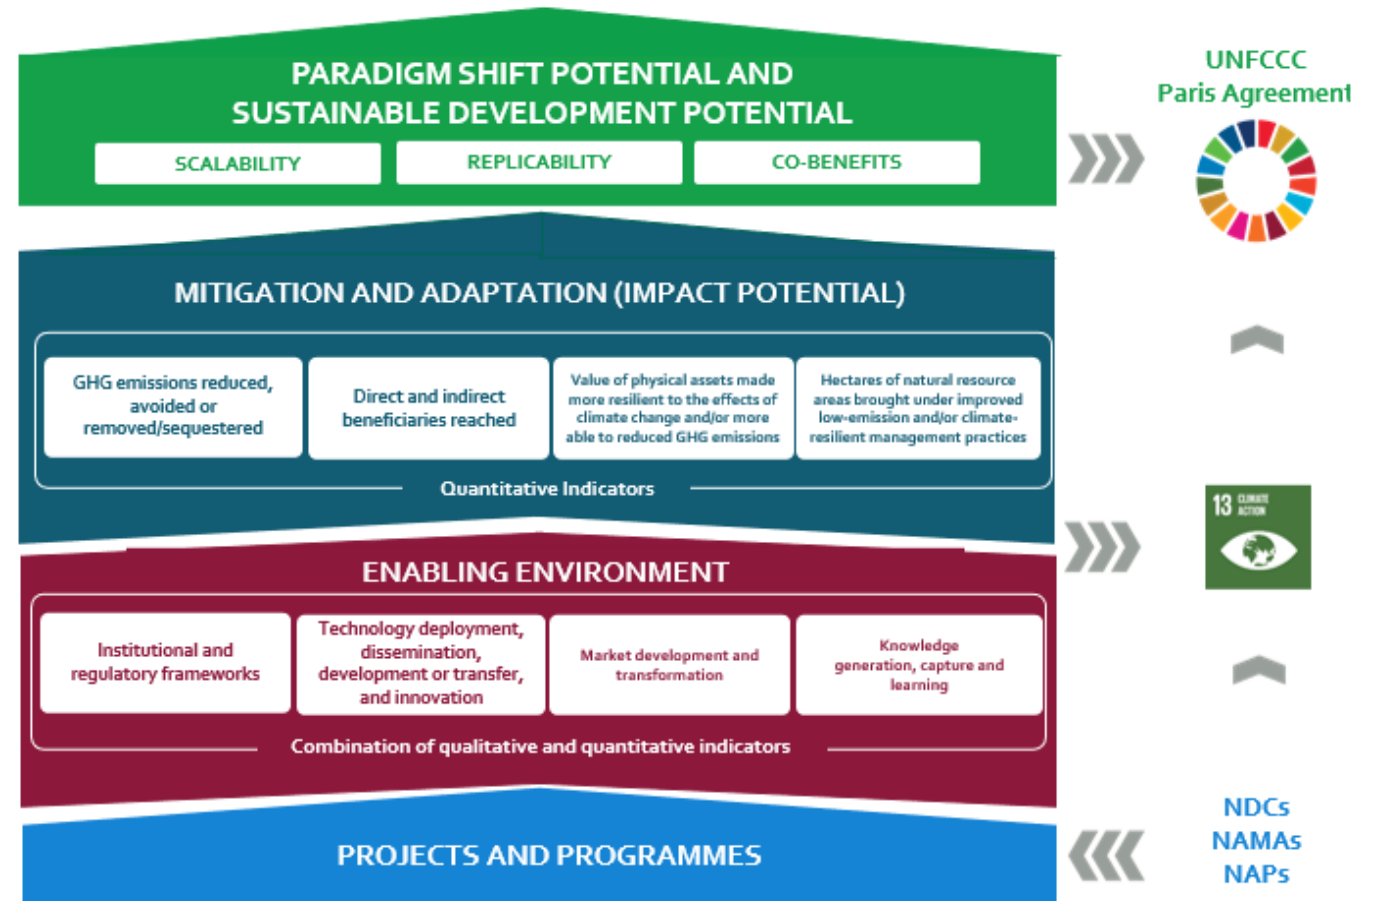 PARADIGM SHIFT POTENTIAL AND
SUSTAINABLE DEVELOPMENT POTENTIAL
SCALABILITY
REPLICABILITY
CO-BENEFITS
UNFCCC
Paris Agreement
MITIGATION AND ADAPTATION (IMPACT POTENTIAL)
GHG emissions reduced,
avoided or
removed/sequestered
Direct and indirect
beneficiaries reached
Value of physical assets made
more resilient to the effects of
climate change and/or more
able to reduced GHG emissions
Hectares of natural resource
areas brought under improved
low-emission and/or climate-
resilient management practices
Quantitative Indicators
13 CLIMATE
ACTION
ENABLING ENVIRONMENT
Institutional and
regulatory frameworks
Technology deployment,
dissemination,
development or transfer,
and innovation
Market development and
transformation
Knowledge
generation, capture and
learning
Combination of qualitative and quantitative indicators
PROJECTS AND PROGRAMMES
NDCs
NAMAs
NAPs